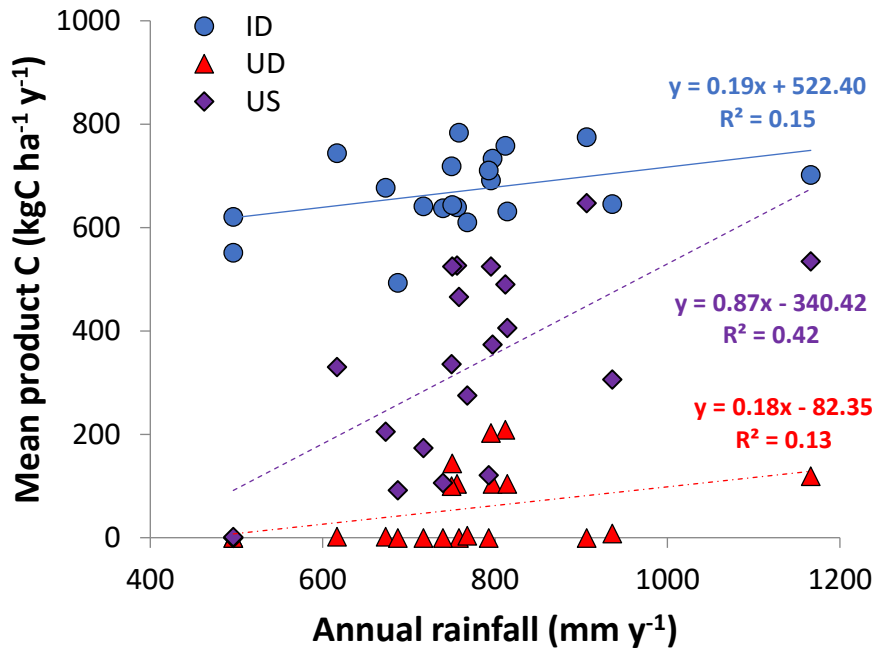 1000
ID
UD
US
800
600
400
200
0
Mean product C (kgC ha⁻¹ y⁻¹)
y = 0.19x + 522.40
R² = 0.15
y = 0.87x - 340.42
R² = 0.42
y = 0.18x - 82.35
R² = 0.13
400
600
800
1000
1200
Annual rainfall (mm y⁻¹)